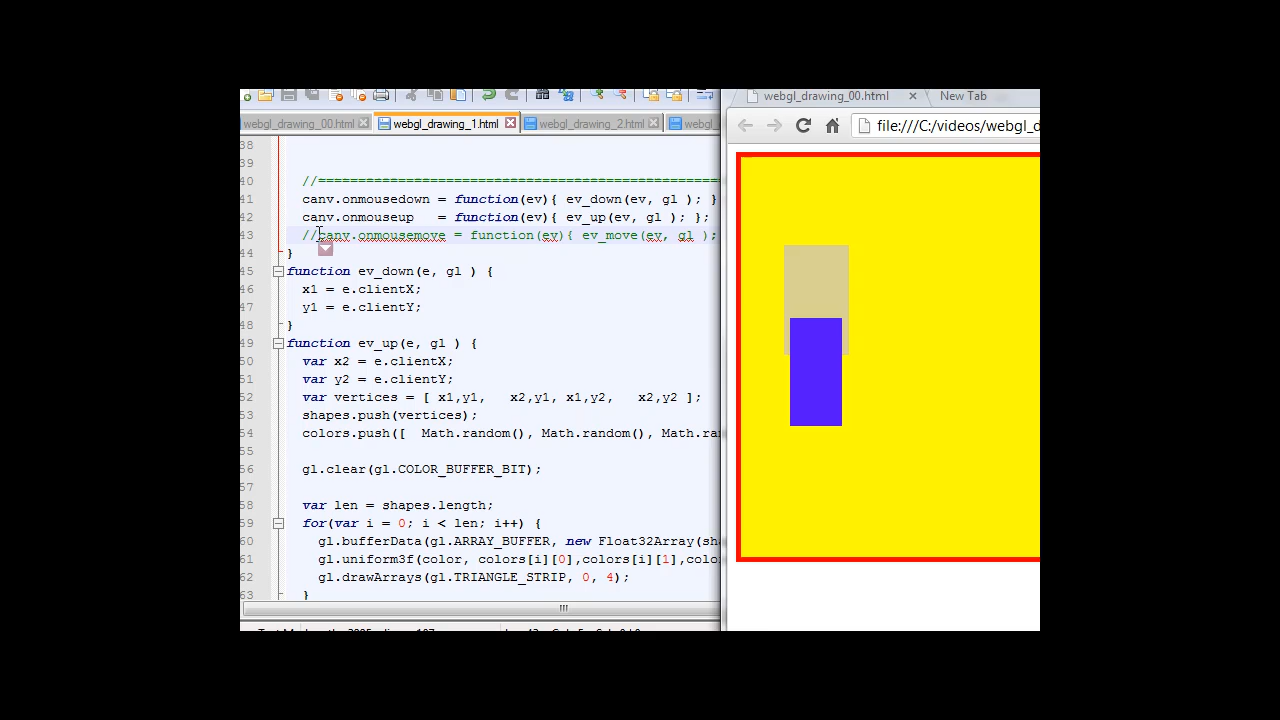 webgl_drawing_00.html New Tab
webgl_drawing_00.html webgl_drawing_1.html webgl_drawing_2.html webgl_
file:///C:/videos/webgl_d
38
39
40 //===================================================
41 canv.onmousedown = function(ev){ ev_down(ev, gl ); }
42 canv.onmouseup = function(ev){ ev_up(ev, gl ); };
43 //canv.onmousemove = function(ev){ ev_move(ev, gl );
44 }
45 function ev_down(e, gl ) {
46 x1 = e.clientX;
47 y1 = e.clientY;
48 }
49 function ev_up(e, gl ) {
50 var x2 = e.clientX;
51 var y2 = e.clientY;
52 var vertices = [ x1,y1, x2,y1, x1,y2, x2,y2 ];
53 shapes.push(vertices);
54 colors.push([ Math.random(), Math.random(), Math.ra
55
56 gl.clear(gl.COLOR_BUFFER_BIT);
58 var len = shapes.length;
59 for(var i = 0; i < len; i++) {
60 gl.bufferData(gl.ARRAY_BUFFER, new Float32Array(sh
61 gl.uniform3f(color, colors[i][0],colors[i][1],colo
62 gl.drawArrays(gl.TRIANGLE_STRIP, 0, 4);
63 }